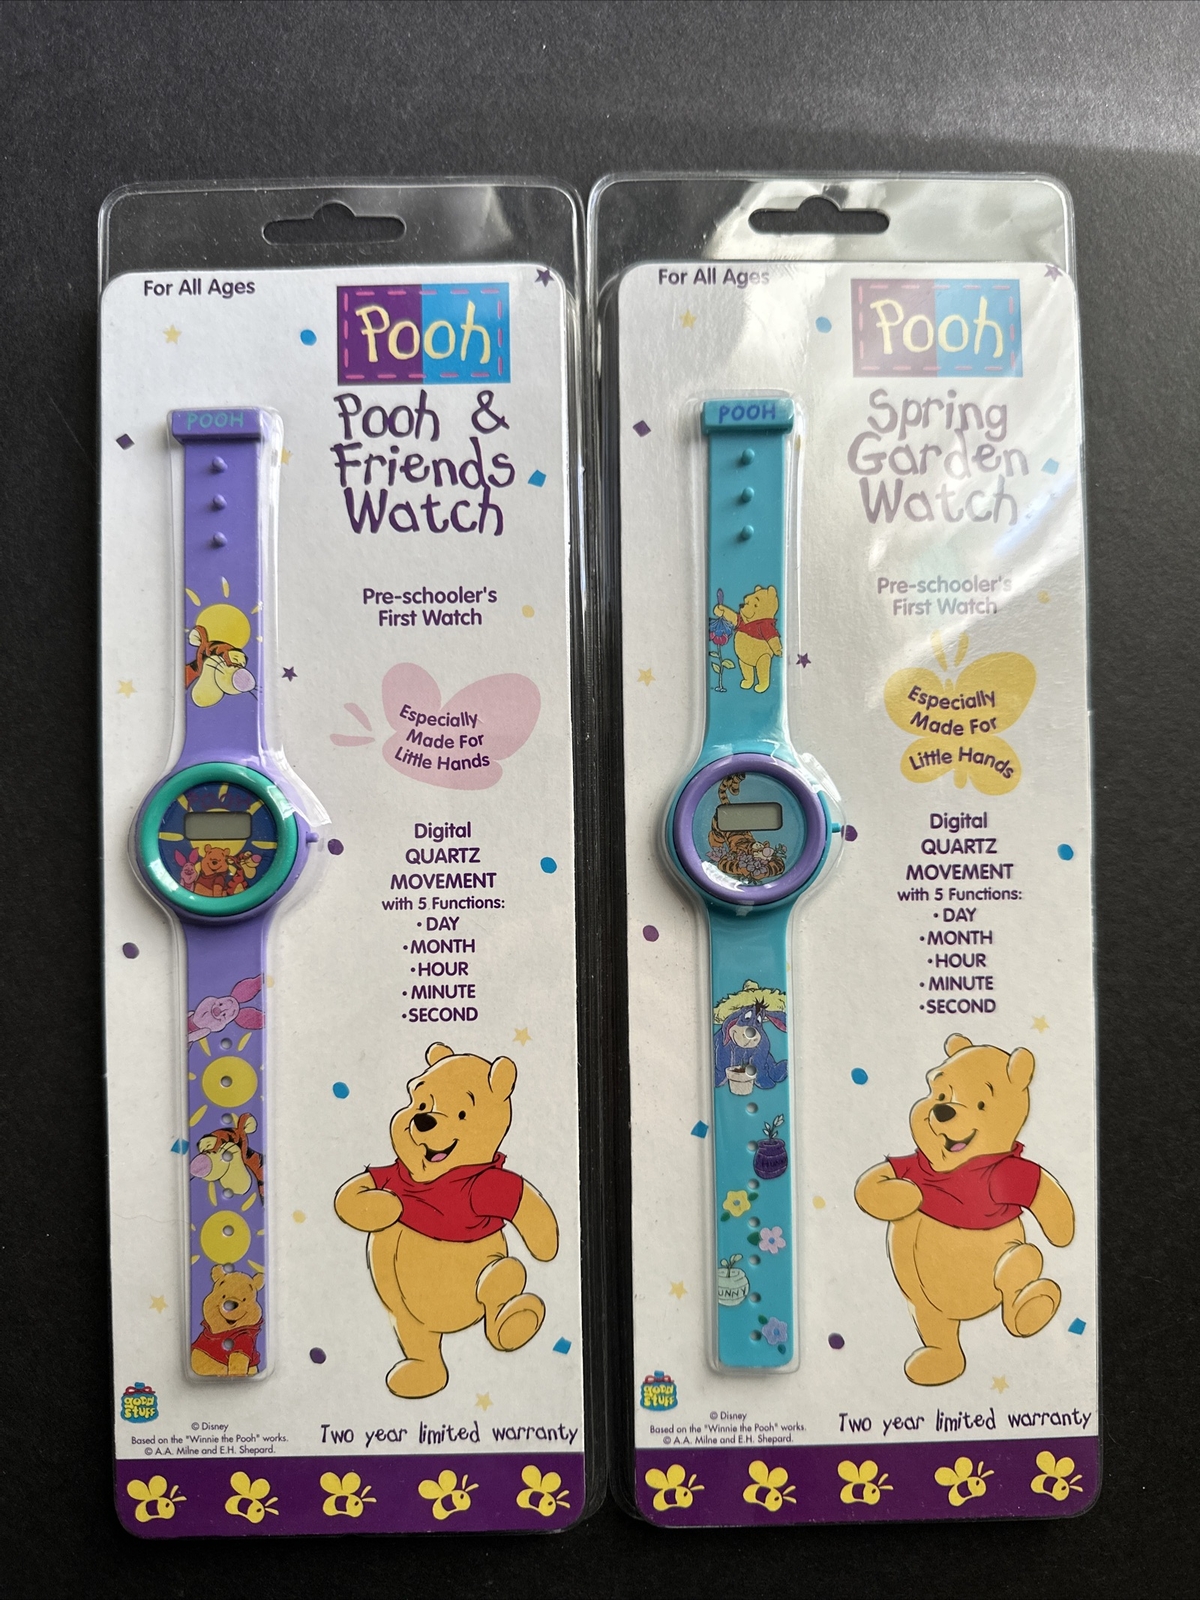 For All Ages
Pooh
Pooh &
Friends
Watch
POOH
Pre-schooler's
First Watch
Especially
Made For
Little Hands
Digital
QUARTZ
MOVEMENT
with 5 Functions:
• DAY
• MONTH
• HOUR
• MINUTE
• SECOND
good
stuff
© Disney
Based on the "Winnie the Pooh" works.
© A.A. Milne and E.H. Shepard.
Two year limited warranty
For All Ages
Pooh
Spring
Garden
Watch
POOH
Pre-schooler's
First Watch
Especially
Made For
Little Hands
Digital
QUARTZ
MOVEMENT
with 5 Functions:
• DAY
• MONTH
• HOUR
• MINUTE
• SECOND
good
stuff
© Disney
Based on the "Winnie the Pooh" works.
© A.A. Milne and E.H. Shepard.
Two year limited warranty